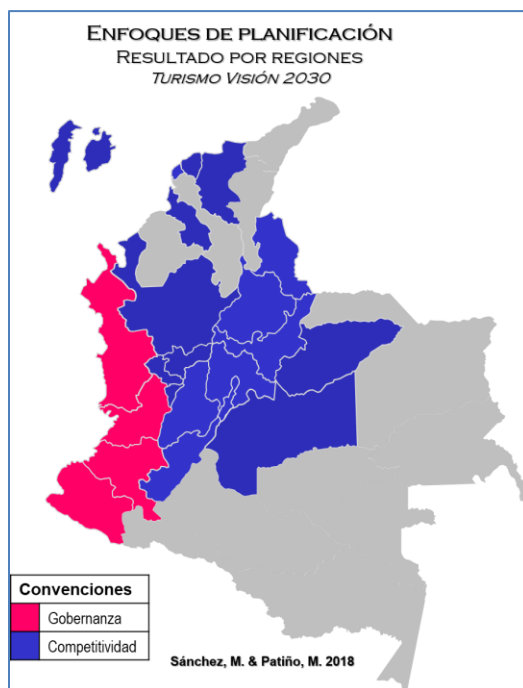 ENFOQUES DE PLANIFICACIÓN
RESULTADO POR REGIONES
TURISMO VISIÓN 2030
Convenciones
Gobernanza
Competitividad
Sánchez, M. & Patiño, M. 2018